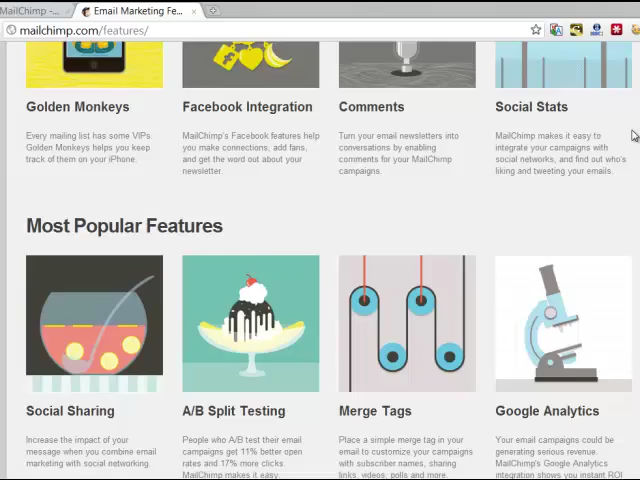 MailChimp -...
Email Marketing Fe...
mailchimp.com/features/
Golden Monkeys
Facebook Integration
Comments
Social Stats
Every mailing list has some VIPs.
Golden Monkeys helps you keep
track of them on your iPhone.
MailChimp's Facebook features help
you make connections, add fans,
and get the word out about your
newsletter.
Turn your email newsletters into
conversations by enabling
comments for your MailChimp
campaigns.
MailChimp makes it easy to
integrate your campaigns with
social networks, and find out who's
liking and tweeting your emails.
Most Popular Features
Social Sharing
A/B Split Testing
Merge Tags
Google Analytics
Increase the impact of your
message when you combine email
marketing with social networking.
People who A/B test their email
campaigns get 11% better open
rates and 17% more clicks.
MailChimp makes it easy.
Place a simple merge tag in your
email to customize your campaigns
with subscriber names, sharing
links, videos, polls and more.
Your email campaigns could be
generating serious revenue.
MailChimp's Google Analytics
integration shows you instant ROI